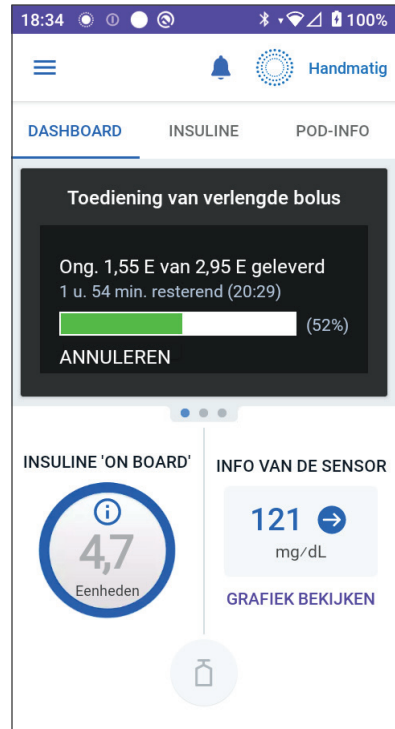 18:34 100%
Handmatig
DASHBOARD INSULINE POD-INFO
Toediening van verlengde bolus
Ong. 1,55 E van 2,95 E geleverd
1 u. 54 min. resterend (20:29)
(52%)
ANNULEREN
INSULINE 'ON BOARD'
4,7
Eenheden
INFO VAN DE SENSOR
121
mg/dL
GRAFIEK BEKIJKEN